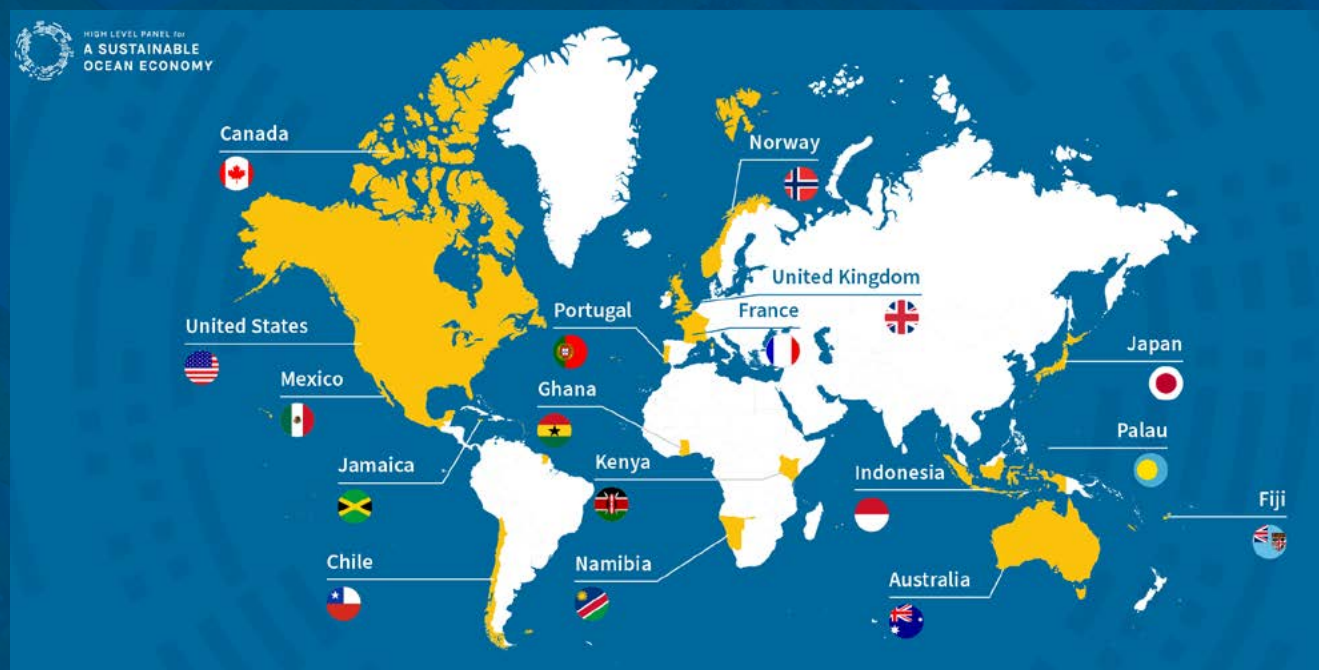 HIGH LEVEL PANEL for
A SUSTAINABLE
OCEAN ECONOMY
Canada
Norway
United Kingdom
Portugal
France
United States
Japan
Mexico
Ghana
Palau
Jamaica
Kenya
Indonesia
Fiji
Chile
Namibia
Australia